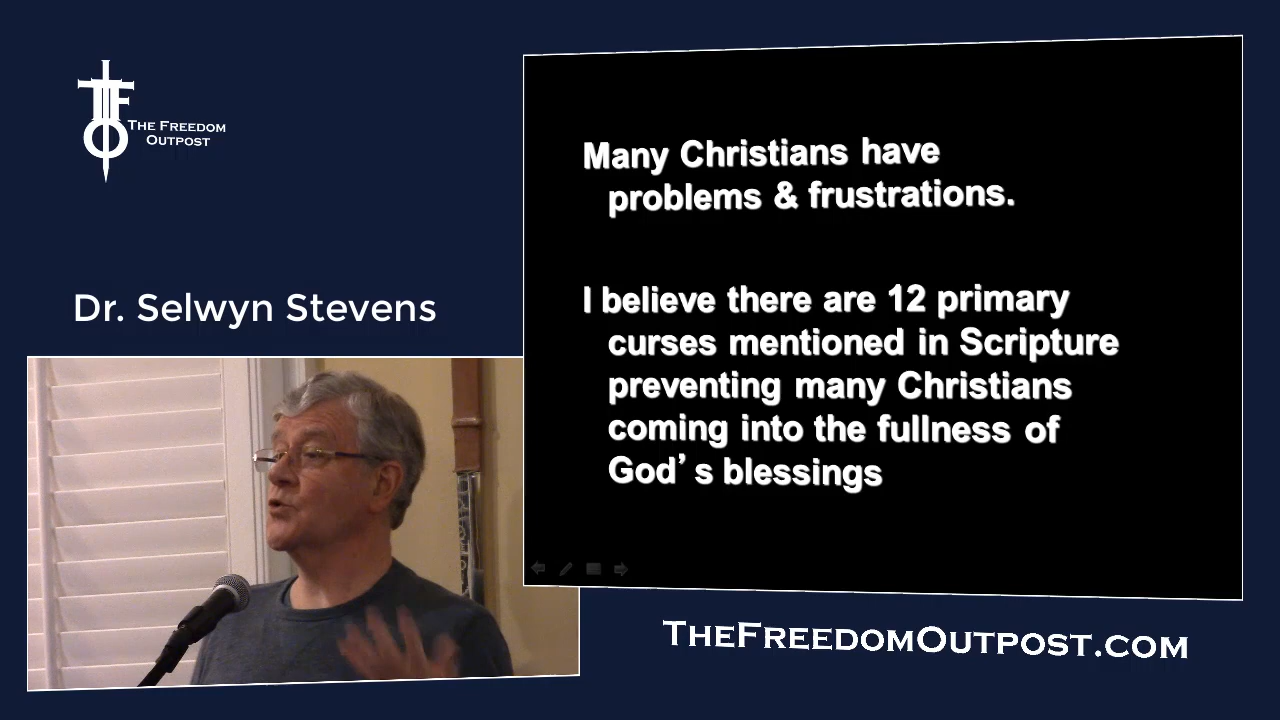 TF
O
The Freedom
Outpost
Dr. Selwyn Stevens
Many Christians have
problems & frustrations.
I believe there are 12 primary
curses mentioned in Scripture
preventing many Christians
coming into the fullness of
God's blessings
TheFreedomOutpost.com